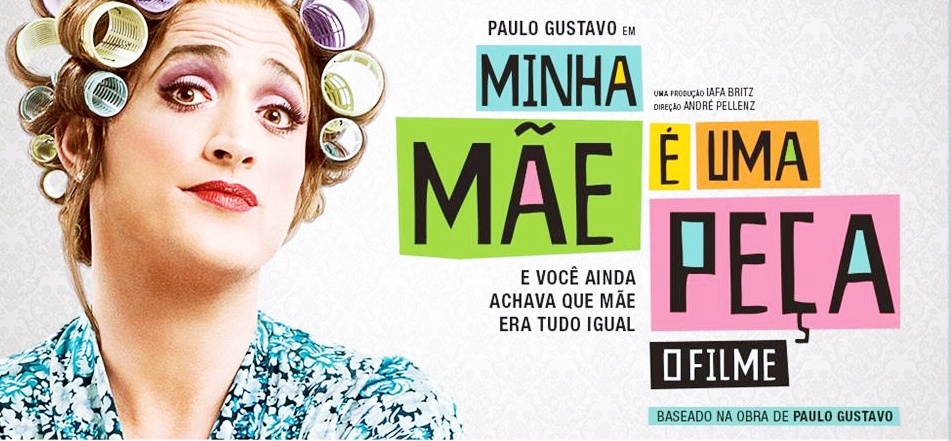 PAULO GUSTAVO EM
MINHA
MÃE
É UMA
PEÇA
O FILME
UMA PRODUÇÃO IAFA BRITZ
DIREÇÃO ANDRÉ PELLENZ
E VOCÊ AINDA
ACHAVA QUE MÃE
ERA TUDO IGUAL
BASEADO NA OBRA DE PAULO GUSTAVO